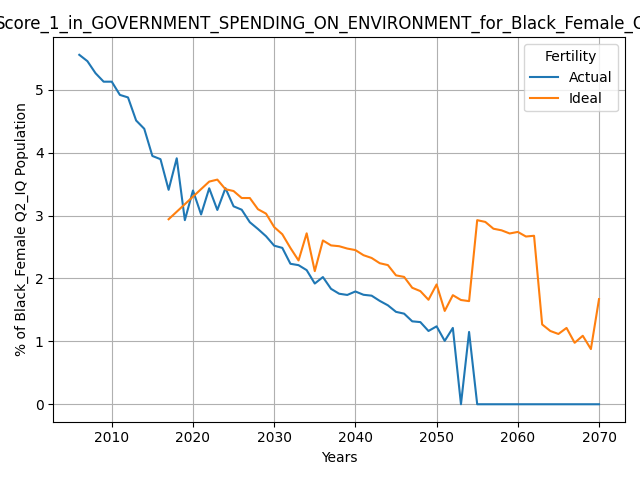 Score_1_in_GOVERNMENT_SPENDING_ON_ENVIRONMENT_for_Black_Female_
Fertility
Actual
Ideal
% of Black_Female Q2_IQ Population
5
4
3
2
1
0
2010 2020 2030 2040 2050 2060 2070
Years